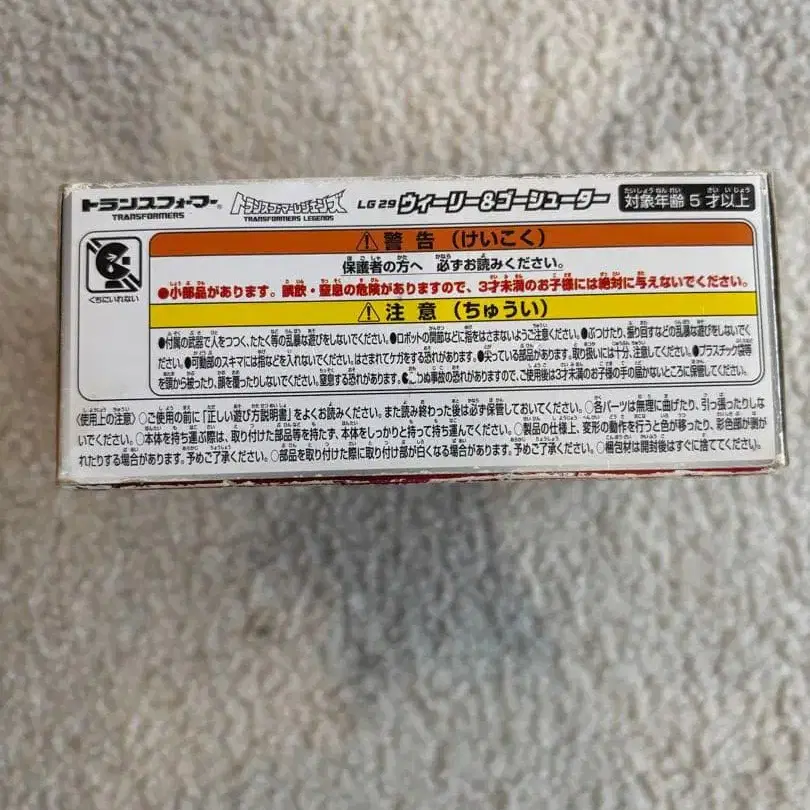 トランスフォーマー TRANSFORMERS トランスフォーマーレジェンズ TRANSFORMERS LEGENDS LG29 ウィーリー&ゴーシューター 対象年齢5才以上
くちにいれない
⚠警告(けいこく)
保護者の方へ 必ずお読みください。
●小部品があります。誤飲・窒息の危険がありますので、3才未満のお子様には絶対に与えないでください。
⚠注意(ちゅうい)
●付属の武器で人をつつく、たたく等の乱暴な遊びをしないでください。●ロボットの関節などに指をはさまないようご注意ください。●ぶつけたり、振り回すなどの乱暴な遊びをしないでください。●可動部のスキマには指などを入れないでください。はさまれてケガをする恐れがあります。●尖っている部品があります。取り扱いには十分、注意してください。●プラスチック袋等
を頭から被ったり、顔を覆ったりしないでください。窒息する恐れがあります。●わぬ事故の恐れがありますので、ご使用後は3才未満のお子様の手の届かないところに保管してください。
〈使用上の注意〉○ご使用の前に「正しい遊び方説明書」をよくお読みください。また読み終わった後は必ず保管しておいてください。○各パーツは無理に曲げたり、引っ張ったりしな
いでください。○本体を持ち運ぶ際は、取り付けた部品等を持たず、本体をしっかりと持って持ち運んでください。○製品の仕様上、変形の動作を行うと色が移ったり、彩色部が剥が
れたりする場合があります。予めご了承ください。○部品を取り付けた際に取り付け部が白くなる場合があります。予めご了承ください。○梱包材は開封後はすぐに捨ててください。